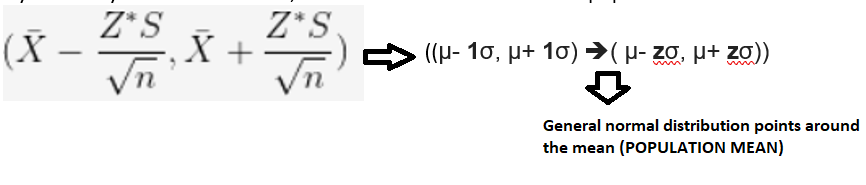 (X̄ − Z*S/√n, X̄ + Z*S/√n) ⇨ ((μ- 1σ, μ+ 1σ) ➔( μ- zσ, μ+ zσ))
General normal distribution points around
the mean (POPULATION MEAN)